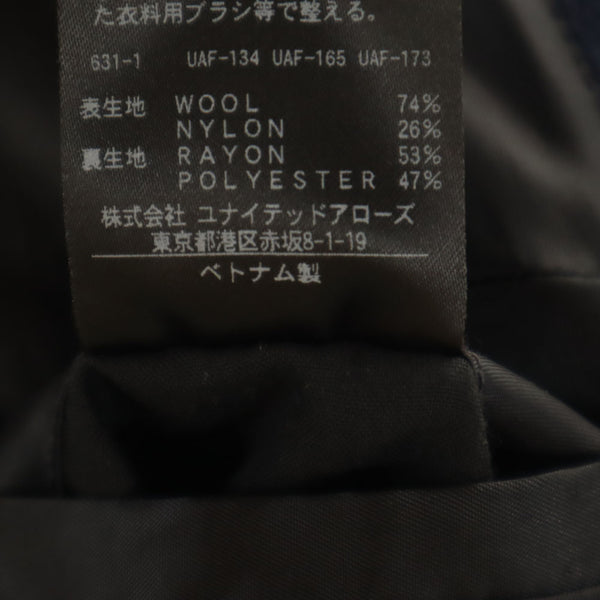 た衣料用ブラシ等で整える。
631-1 UAF-134 UAF-165 UAF-173
表生地 WOOL 74%
NYLON 26%
裏生地 RAYON 53%
POLYESTER 47%
株式会社 ユナイテッドアローズ
東京都港区赤坂8-1-19
ベトナム製